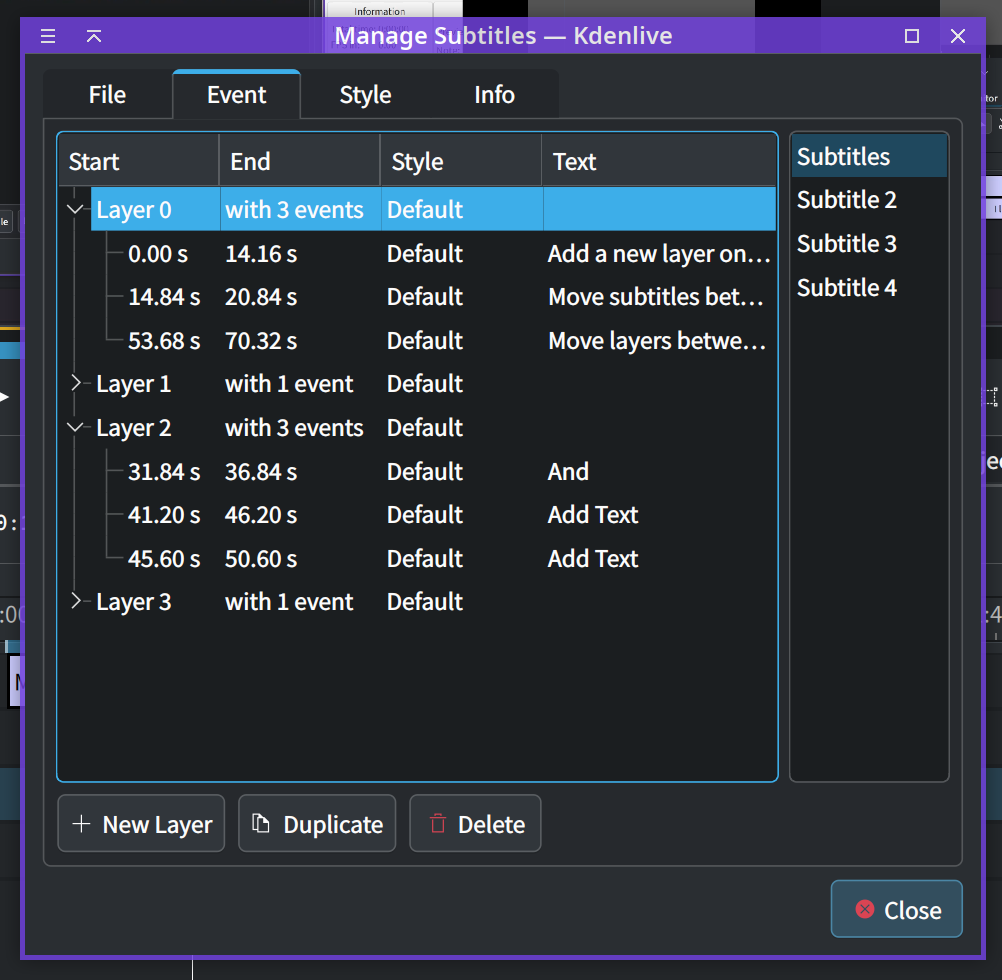 Information
Manage Subtitles — Kdenlive
File Event Style Info
Start End Style Text
Layer 0 with 3 events Default
0.00 s 14.16 s Default Add a new layer on…
14.84 s 20.84 s Default Move subtitles bet…
53.68 s 70.32 s Default Move layers betwe…
Layer 1 with 1 event Default
Layer 2 with 3 events Default
31.84 s 36.84 s Default And
41.20 s 46.20 s Default Add Text
45.60 s 50.60 s Default Add Text
Layer 3 with 1 event Default
Subtitles
Subtitle 2
Subtitle 3
Subtitle 4
New Layer Duplicate Delete
Close